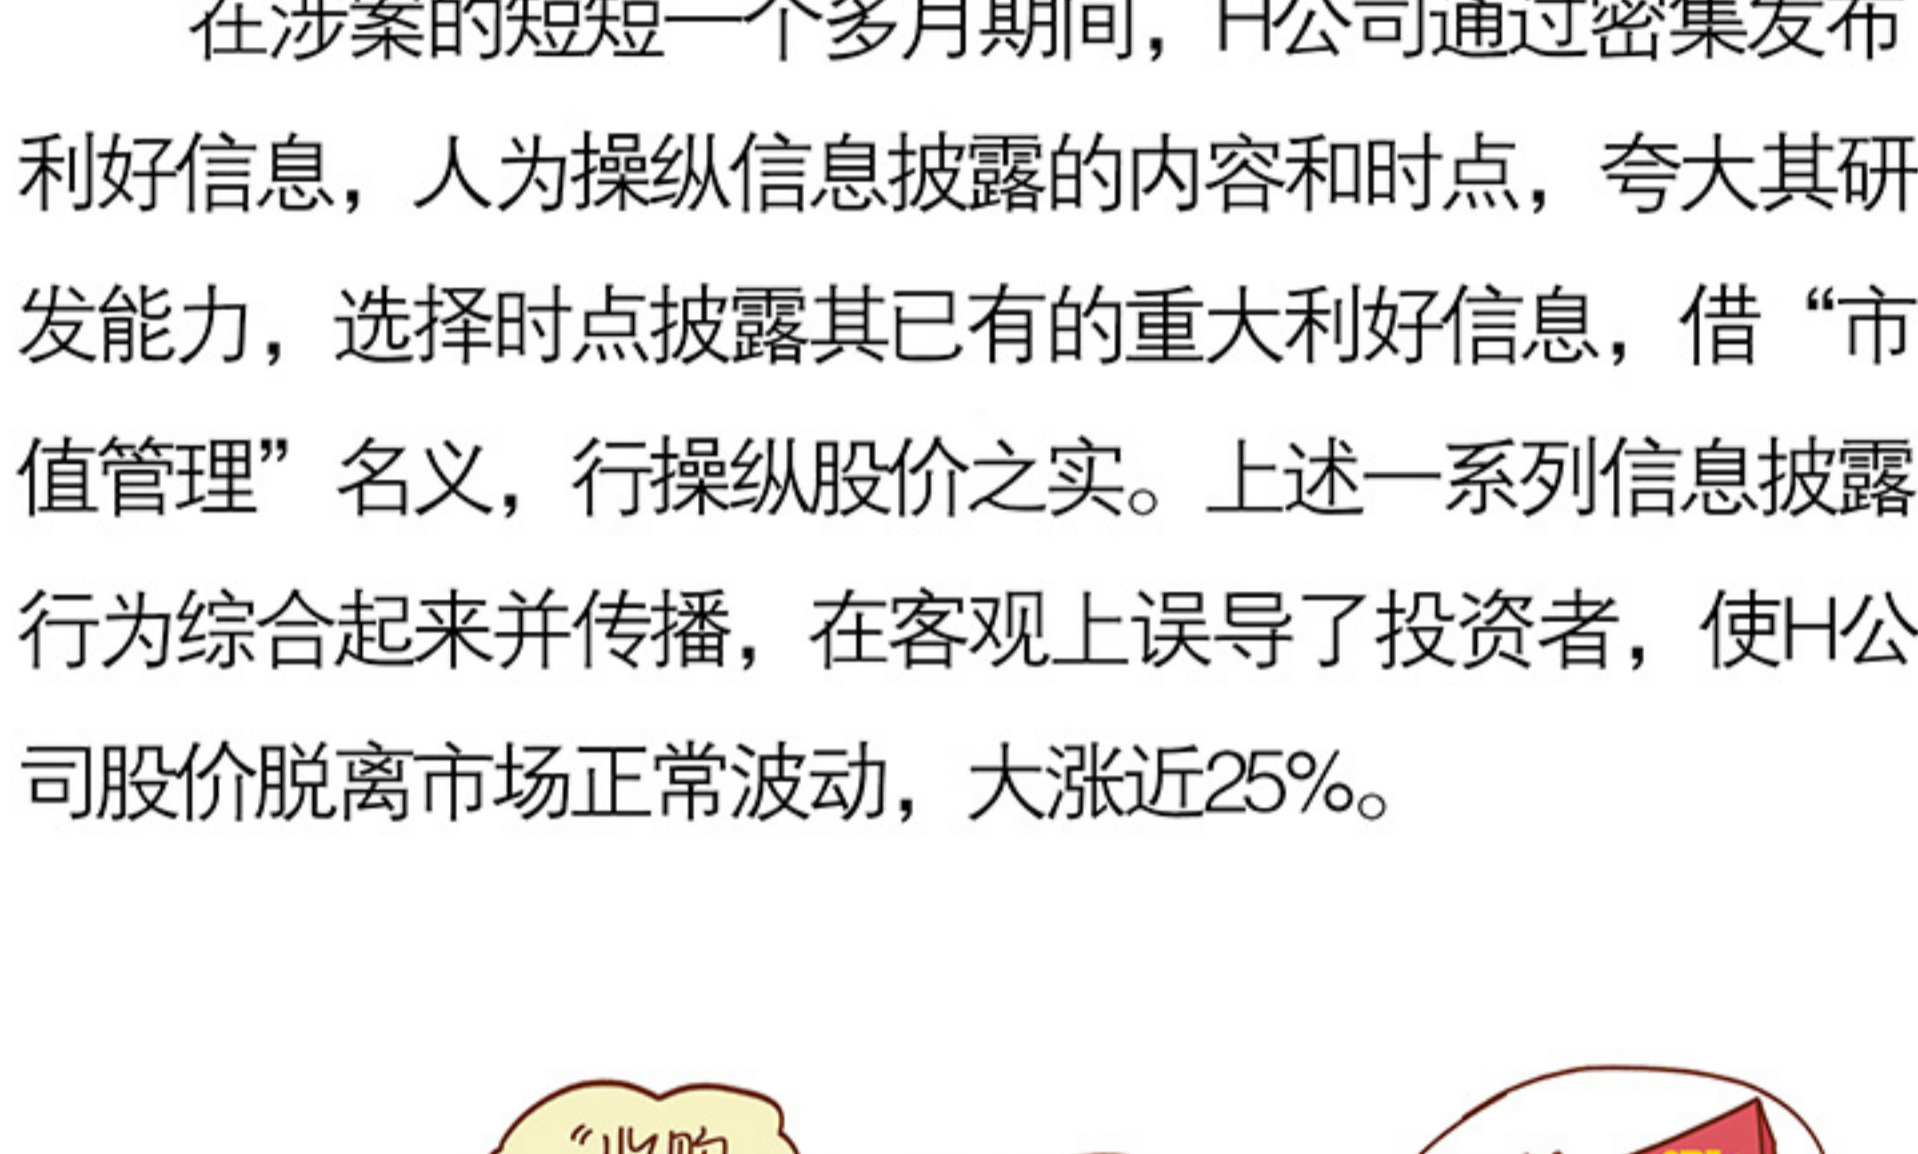 在涉案的短短一个多月期间，H公司通过密集发布
利好信息，人为操纵信息披露的内容和时点，夸大其研
发能力，选择时点披露其已有的重大利好信息，借“市
值管理”名义，行操纵股价之实。上述一系列信息披露
行为综合起来并传播，在客观上误导了投资者，使H公
司股价脱离市场正常波动，大涨近25%。